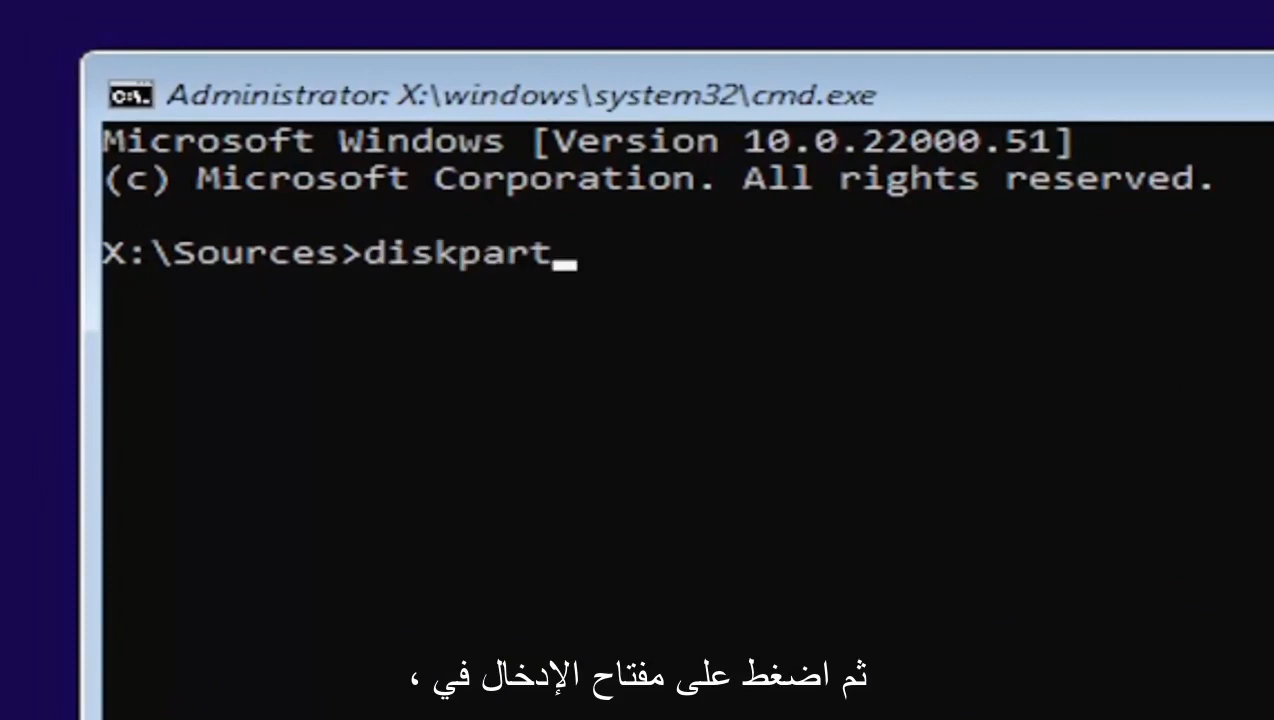 Administrator: X:\windows\system32\cmd.exe
Microsoft Windows [Version 10.0.22000.51]
(c) Microsoft Corporation. All rights reserved.
X:\Sources>diskpart_
ثم اضغط على مفتاح الإدخال في ،